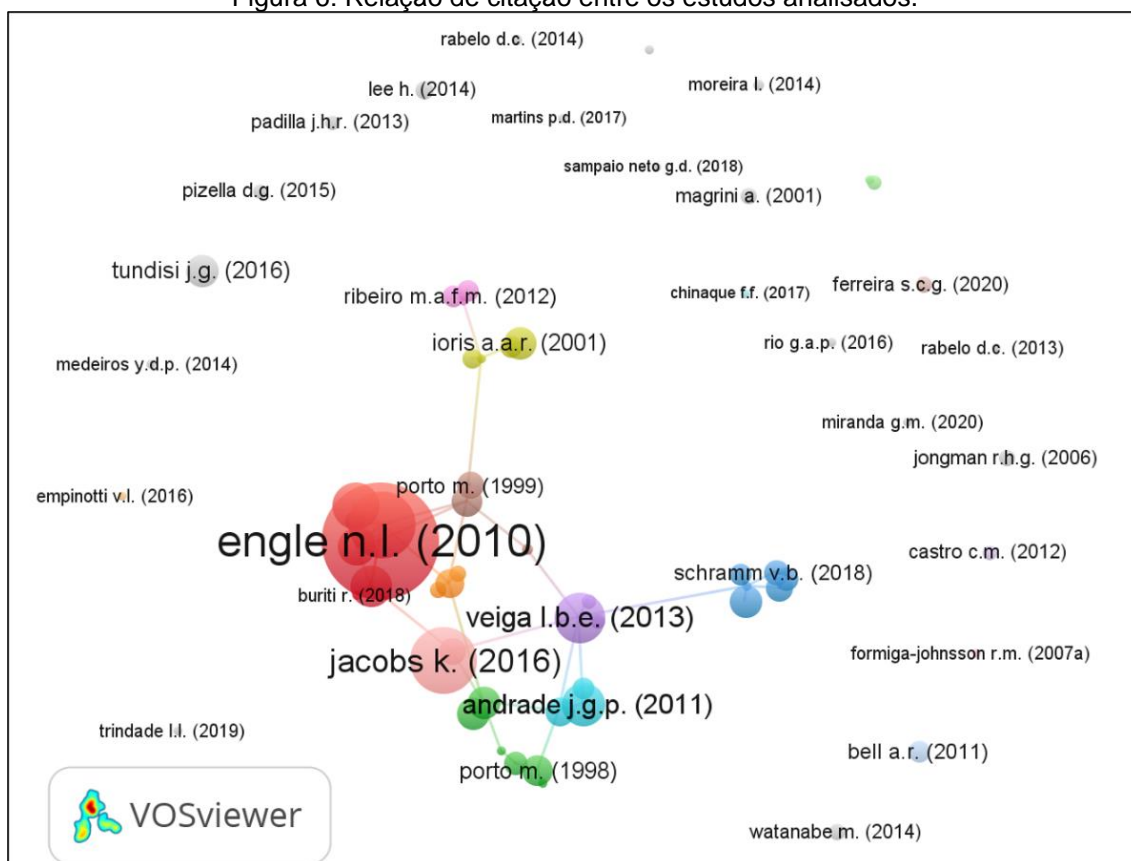 Figura 6: Relação de citação entre os estudos analisados.
rabelo d.c. (2014)
lee h. (2014)
moreira l. (2014)
padilla j.h.r. (2013)
martins p.d. (2017)
sampaio neto g.d. (2018)
pizella d.g. (2015)
magrini a. (2001)
tundisi j.g. (2016)
ribeiro m.a.f.m. (2012)
chinaque f.f. (2017)
ferreira s.c.g. (2020)
ioris a.a.r. (2001)
rio g.a.p. (2016)
rabelo d.c. (2013)
medeiros y.d.p. (2014)
miranda g.m. (2020)
jongman r.h.g. (2006)
porto m. (1999)
empinotti v.l. (2016)
engle n.l. (2010)
castro c.m. (2012)
schramm v.b. (2018)
buriti r. (2018)
veiga l.b.e. (2013)
formiga-johnsson r.m. (2007a)
jacobs k. (2016)
andrade j.g.p. (2011)
trindade l.l. (2019)
bell a.r. (2011)
porto m. (1998)
VOSviewer
watanabe m. (2014)